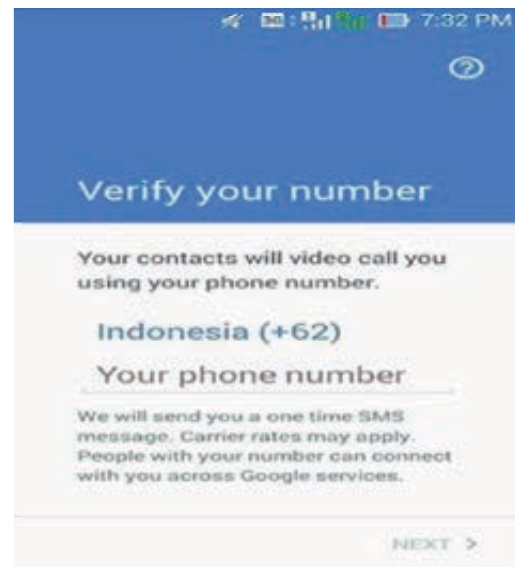 7:32 PM
Verify your number
Your contacts will video call you
using your phone number.
Indonesia (+62)
Your phone number
We will send you a one time SMS
message. Carrier rates may apply.
People with your number can connect
with you across Google services.
NEXT >